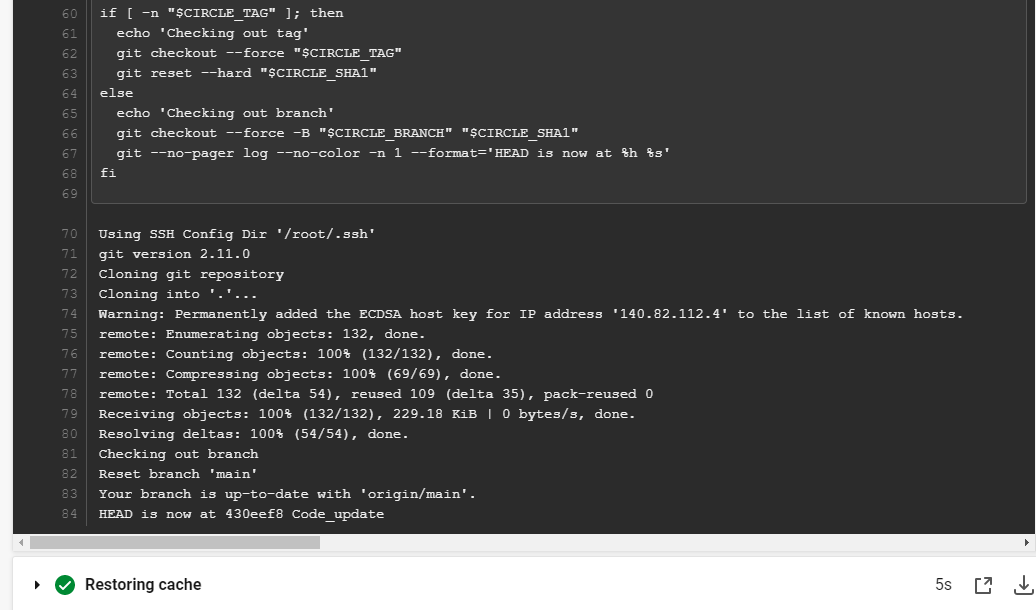 60 if [ -n "$CIRCLE_TAG" ]; then
61   echo 'Checking out tag'
62   git checkout --force "$CIRCLE_TAG"
63   git reset --hard "$CIRCLE_SHA1"
64 else
65   echo 'Checking out branch'
66   git checkout --force -B "$CIRCLE_BRANCH" "$CIRCLE_SHA1"
67   git --no-pager log --no-color -n 1 --format='HEAD is now at %h %s'
68 fi
69
70 Using SSH Config Dir '/root/.ssh'
71 git version 2.11.0
72 Cloning git repository
73 Cloning into '.'...
74 Warning: Permanently added the ECDSA host key for IP address '140.82.112.4' to the list of known hosts.
75 remote: Enumerating objects: 132, done.
76 remote: Counting objects: 100% (132/132), done.
77 remote: Compressing objects: 100% (69/69), done.
78 remote: Total 132 (delta 54), reused 109 (delta 35), pack-reused 0
79 Receiving objects: 100% (132/132), 229.18 KiB | 0 bytes/s, done.
80 Resolving deltas: 100% (54/54), done.
81 Checking out branch
82 Reset branch 'main'
83 Your branch is up-to-date with 'origin/main'.
84 HEAD is now at 430eef8 Code_update
Restoring cache 5s